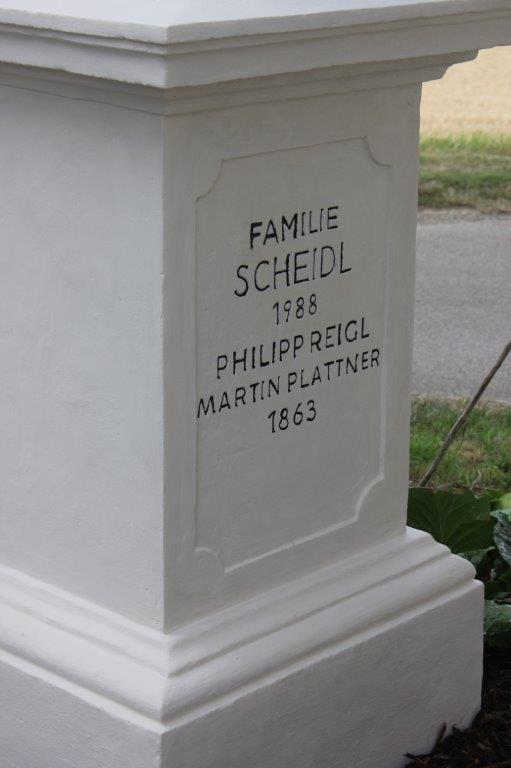 FAMILIE
SCHEIDL
1988
PHILIPP REIGL
MARTIN PLATTNER
1863